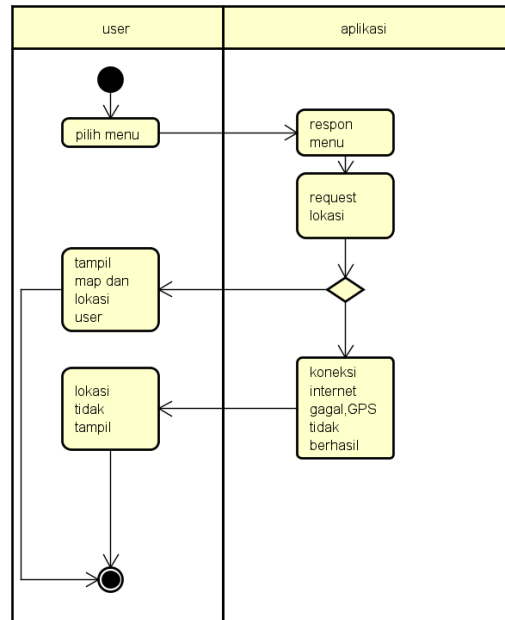 user
aplikasi
pilih menu
respon
menu
request
lokasi
tampil
map dan
lokasi
user
koneksi
internet
gagal,GPS
tidak
berhasil
lokasi
tidak
tampil